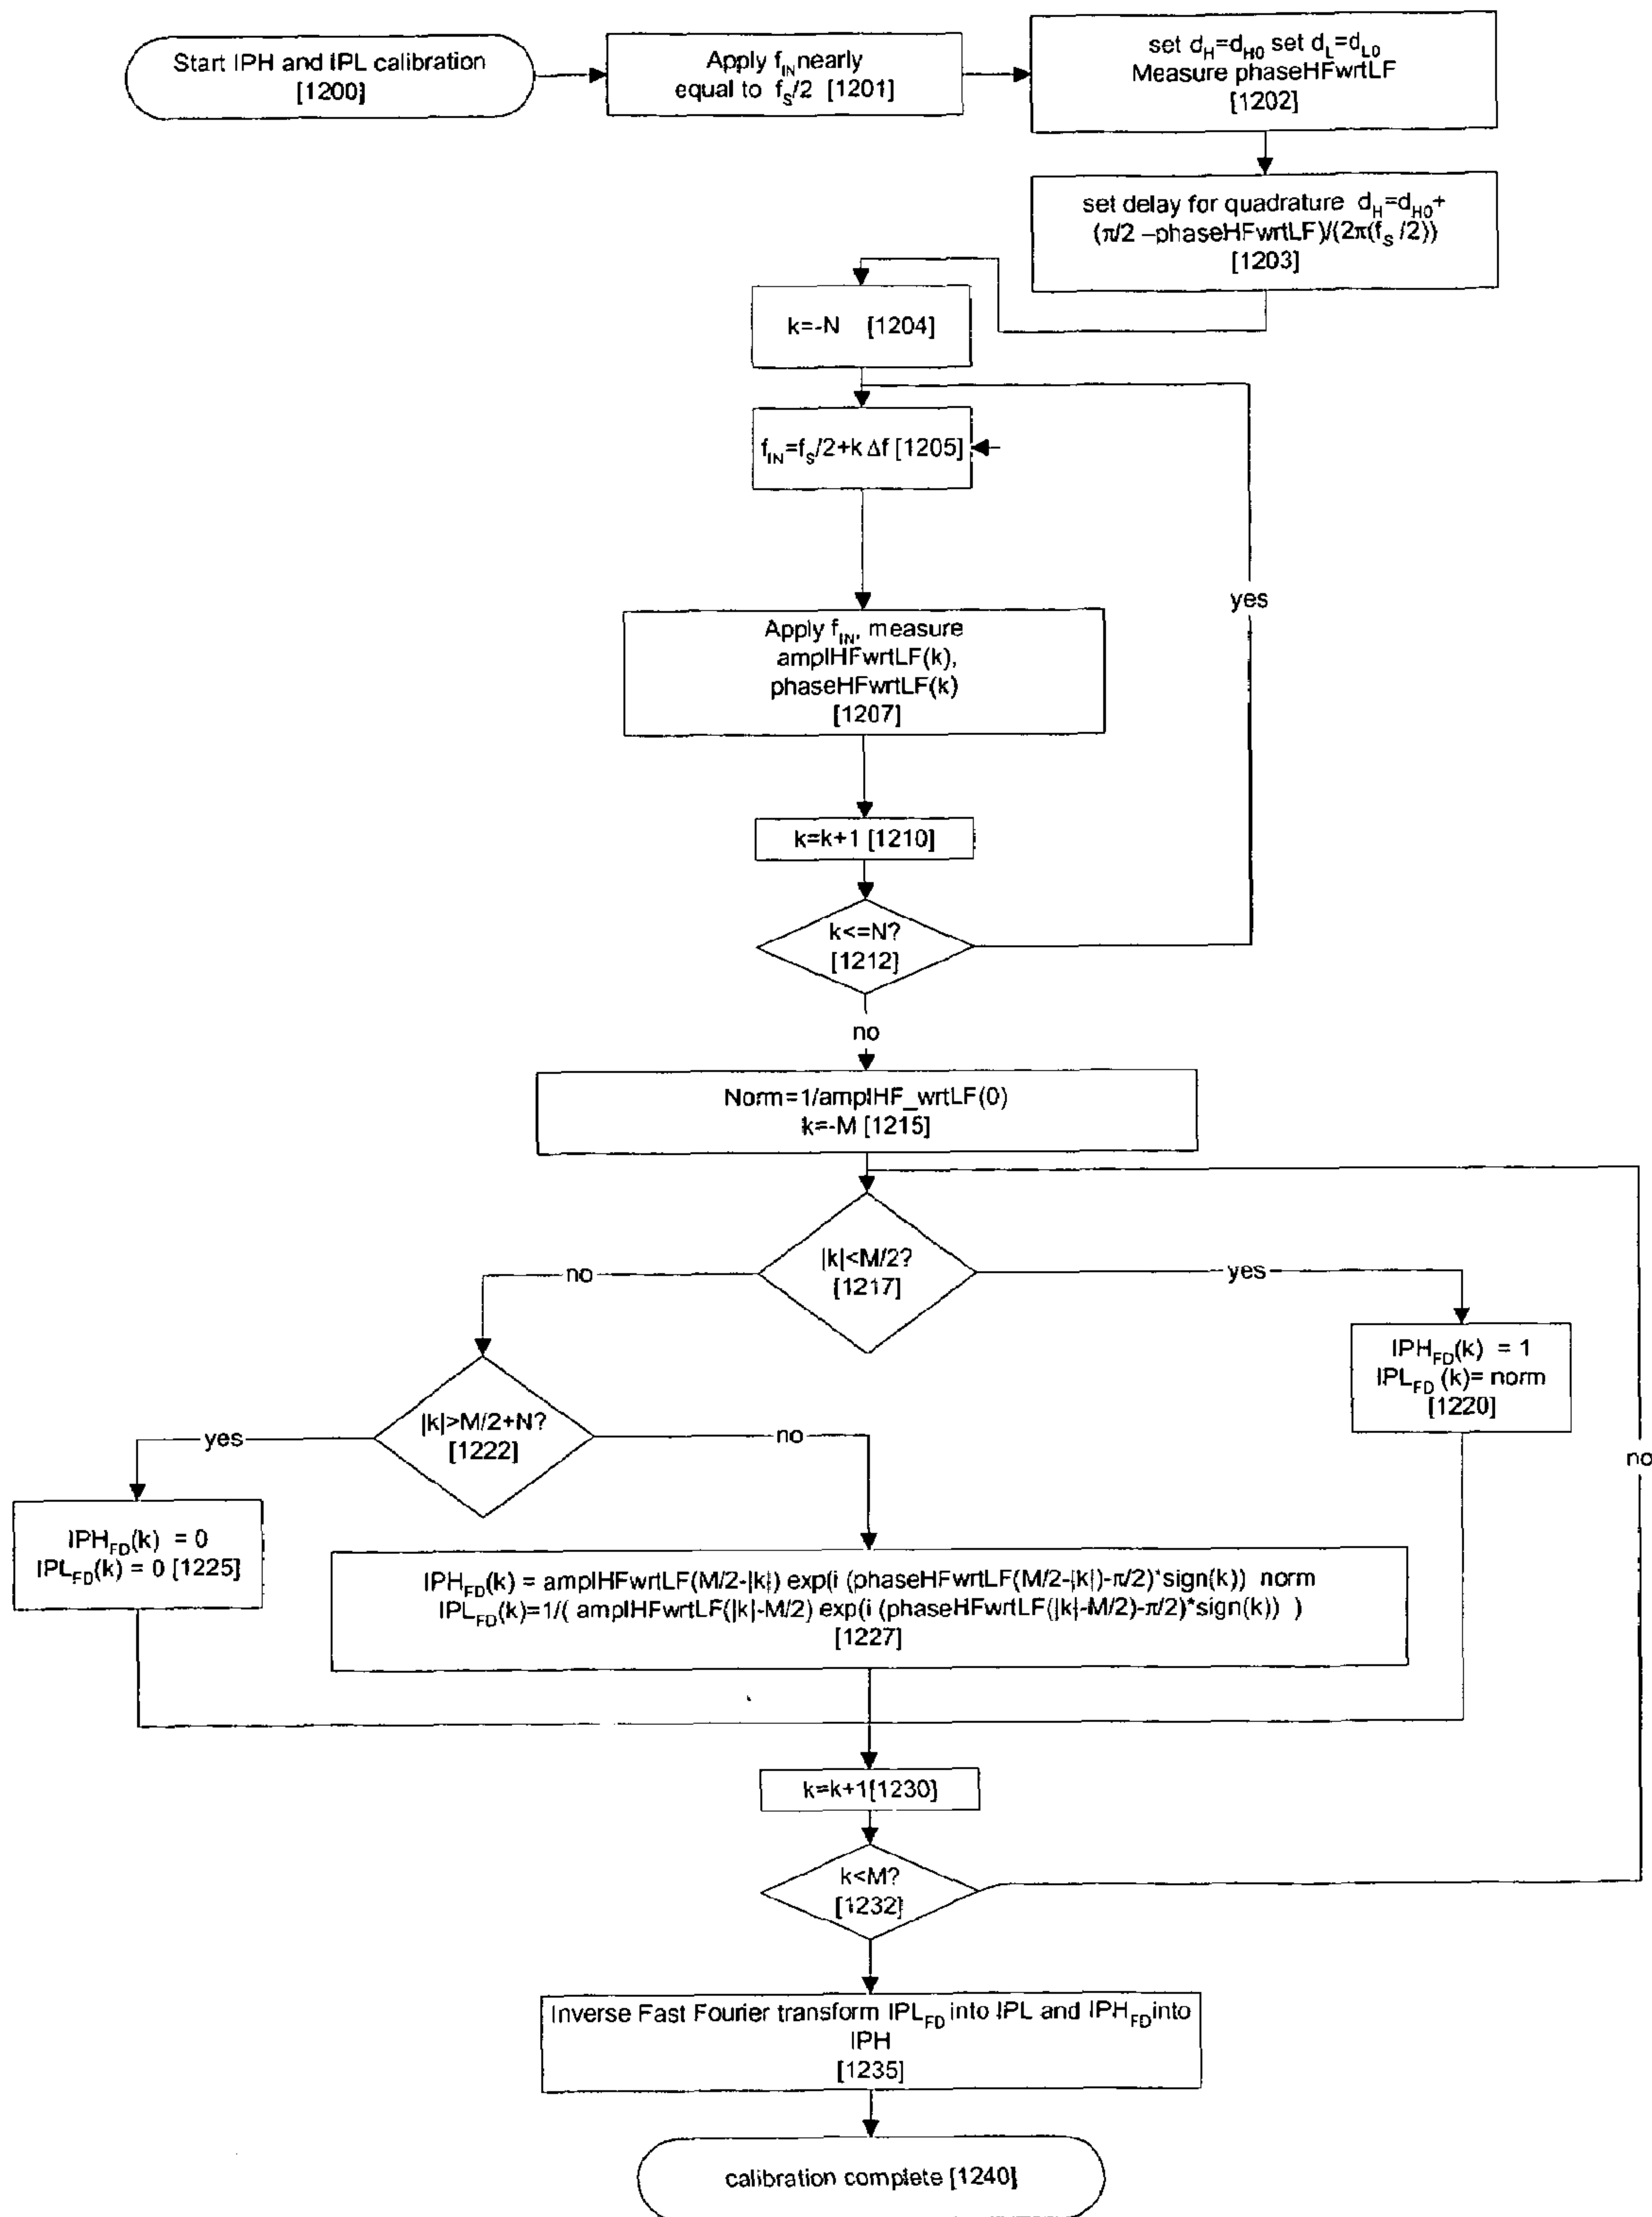 Start IPH and IPL calibration
[1200]
Apply f_IN nearly
equal to f_S/2 [1201]
set d_H=d_H0 set d_L=d_L0
Measure phaseHFwrtLF
[1202]
set delay for quadrature d_H=d_H0+
(π/2 –phaseHFwrtLF)/(2π(f_S /2))
[1203]
k=-N [1204]
f_IN=f_S/2+k Δf [1205]
yes
Apply f_IN, measure
amplHFwrtLF(k),
phaseHFwrtLF(k)
[1207]
k=k+1 [1210]
k<=N?
[1212]
no
Norm=1/amplHF_wrtLF(0)
k=-M [1215]
|k|<M/2?
[1217]
no
yes
IPH_FD(k) = 1
IPL_FD (k)= norm
[1220]
|k|>M/2+N?
[1222]
yes
no
no
IPH_FD(k) = 0
IPL_FD(k) = 0 [1225]
IPH_FD(k) = amplHFwrtLF(M/2-|k|) exp(i (phaseHFwrtLF(M/2-|k|)-π/2)*sign(k)) norm
IPL_FD(k)=1/( amplHFwrtLF(|k|-M/2) exp(i (phaseHFwrtLF(|k|-M/2)-π/2)*sign(k)) )
[1227]
k=k+1[1230]
k<M?
[1232]
Inverse Fast Fourier transform IPL_FD into IPL and IPH_FD into
IPH
[1235]
calibration complete [1240]